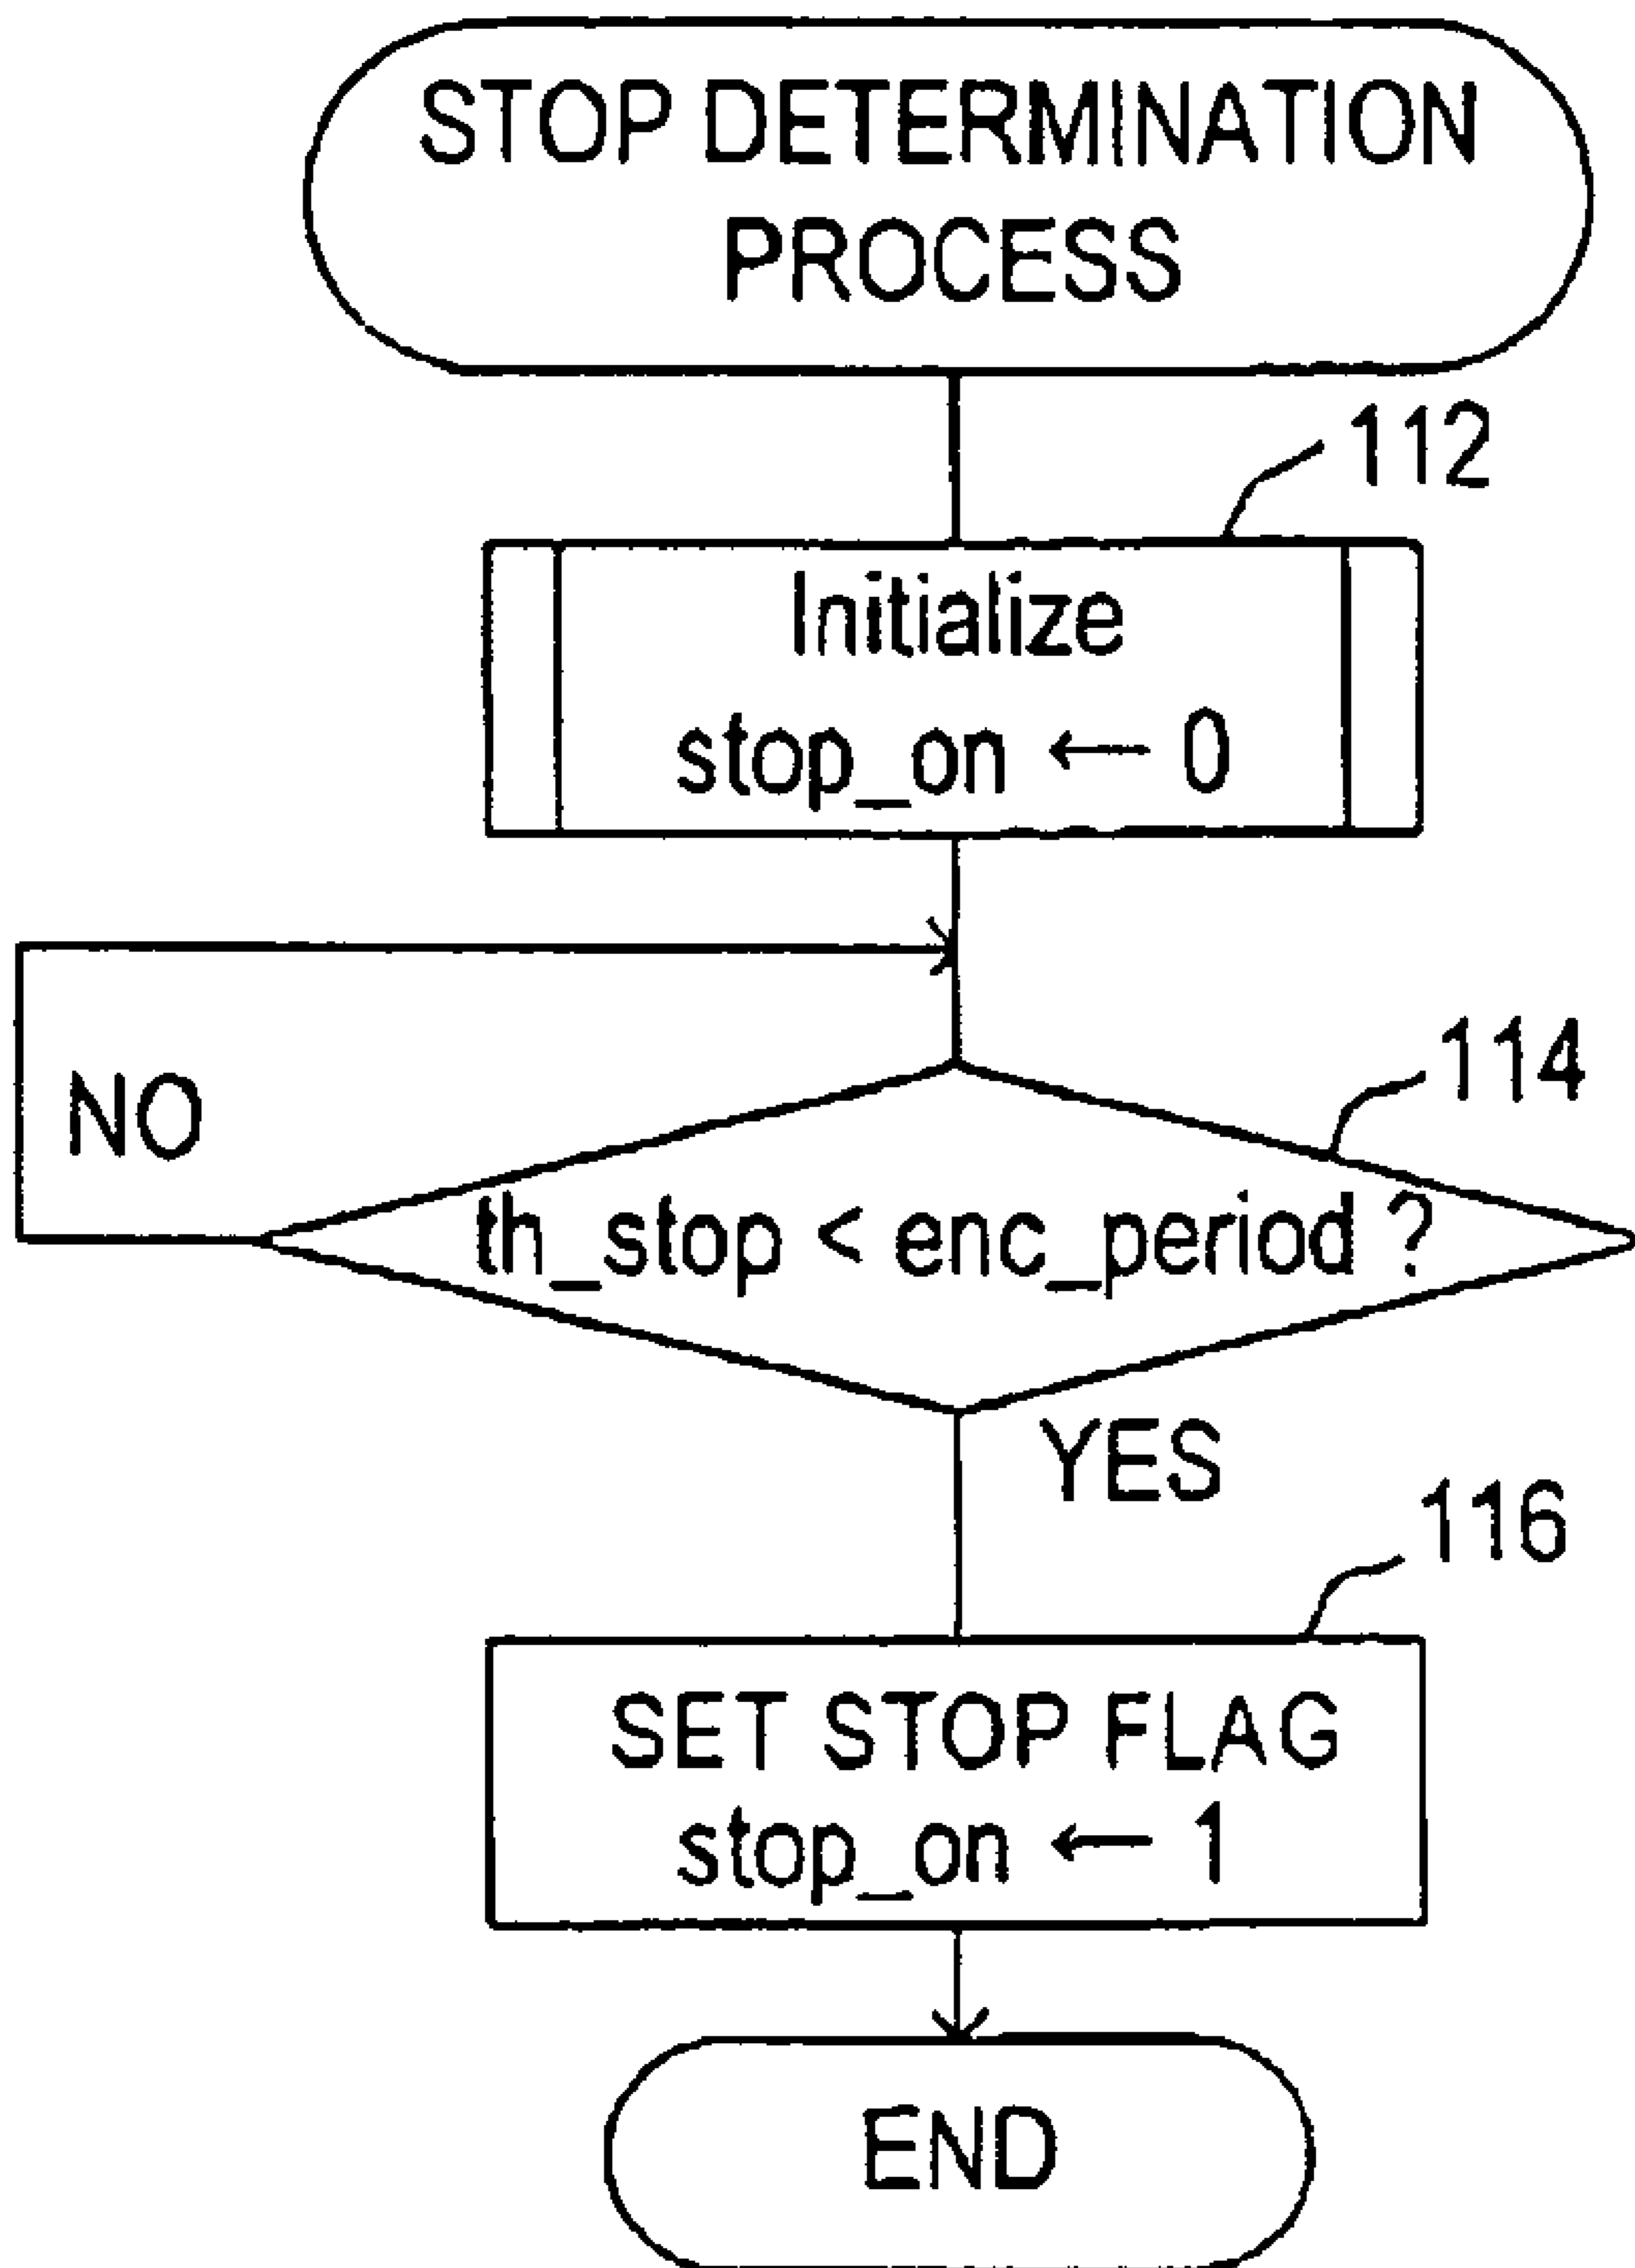 STOP DETERMINATION
PROCESS
112
Initialize
stop_on ← 0
NO
114
th_stop < enc_period ?
YES
116
SET STOP FLAG
stop_on ← 1
END